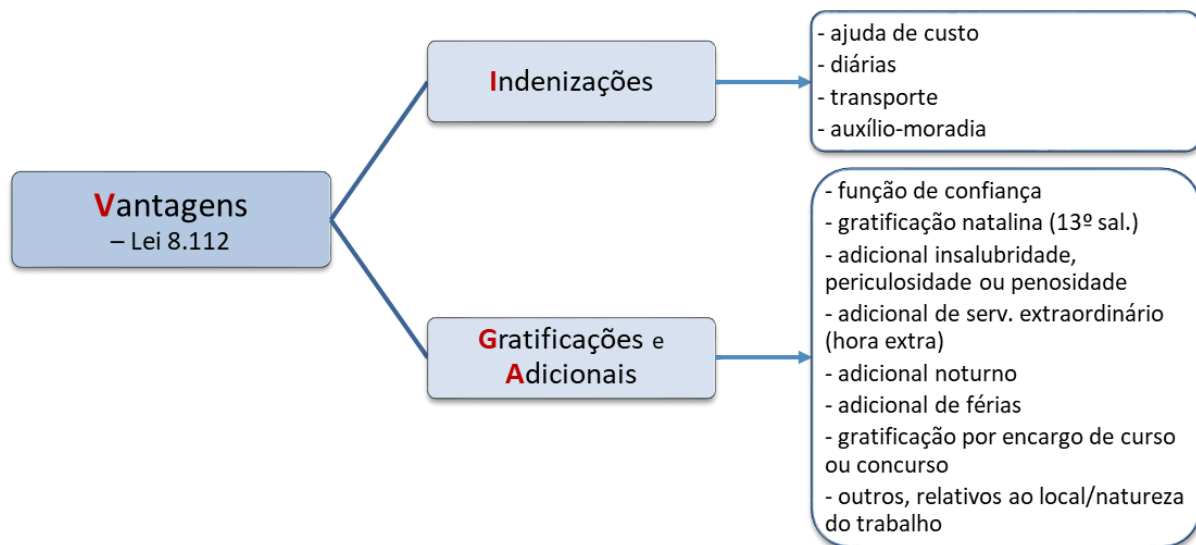 Vantagens
– Lei 8.112
Indenizações
- ajuda de custo
- diárias
- transporte
- auxílio-moradia
Gratificações e
Adicionais
- função de confiança
- gratificação natalina (13º sal.)
- adicional insalubridade,
periculosidade ou penosidade
- adicional de serv. extraordinário
(hora extra)
- adicional noturno
- adicional de férias
- gratificação por encargo de curso
ou concurso
- outros, relativos ao local/natureza
do trabalho